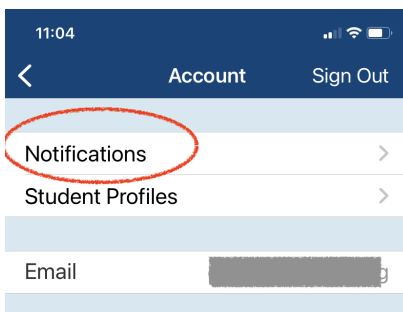 11:04
Account Sign Out
Notifications
Student Profiles
Email